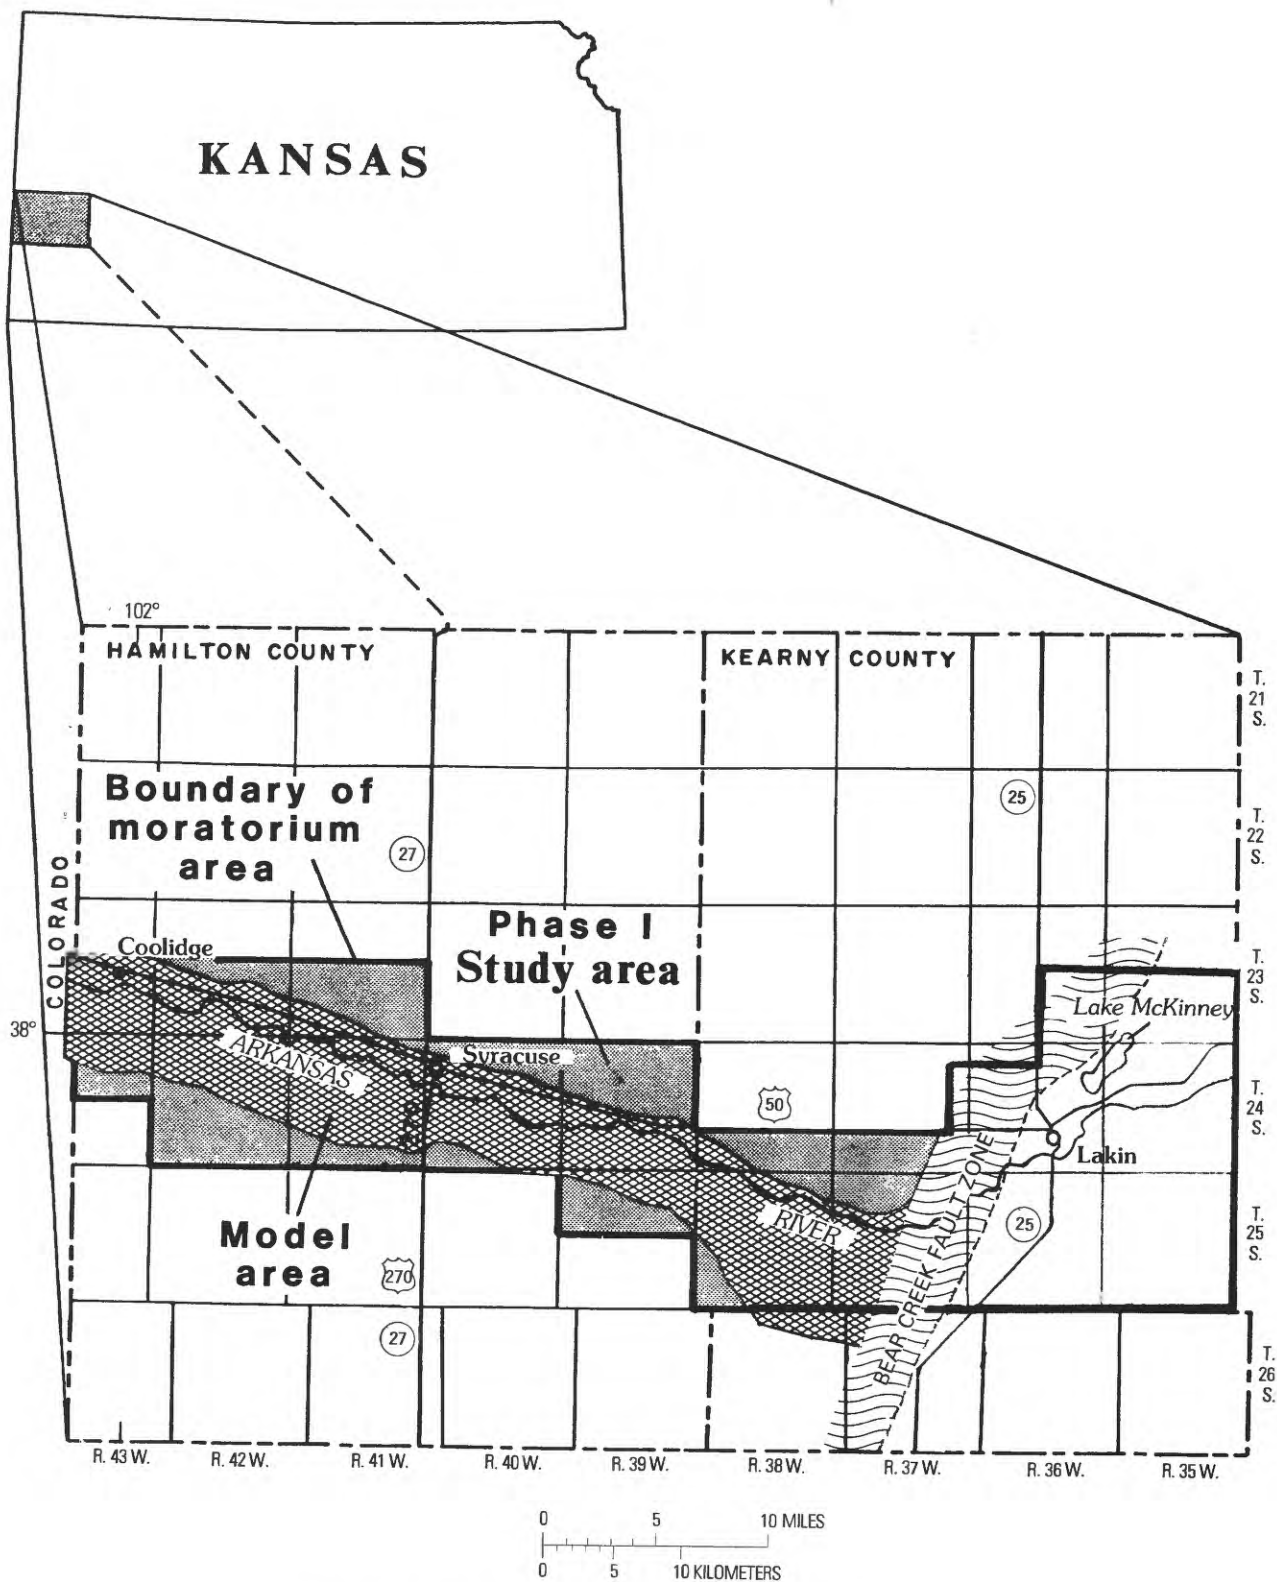 KANSAS
102°
HAMILTON COUNTY
KEARNY COUNTY
T.
21
S.
Boundary of
moratorium
area
25
27
T.
22
S.
COLORADO
Phase I
Study area
Coolidge
T.
23
S.
Lake McKinney
38°
ARKANSAS
Syracuse
50
T.
24
S.
Lakin
Model
area
RIVER
BEAR CREEK FAULT ZONE
25
T.
25
S.
270
27
T.
26
S.
R. 43 W.
R. 42 W.
R. 41 W.
R. 40 W.
R. 39 W.
R. 38 W.
R. 37 W.
R. 36 W.
R. 35 W.
0 5 10 MILES
0 5 10 KILOMETERS